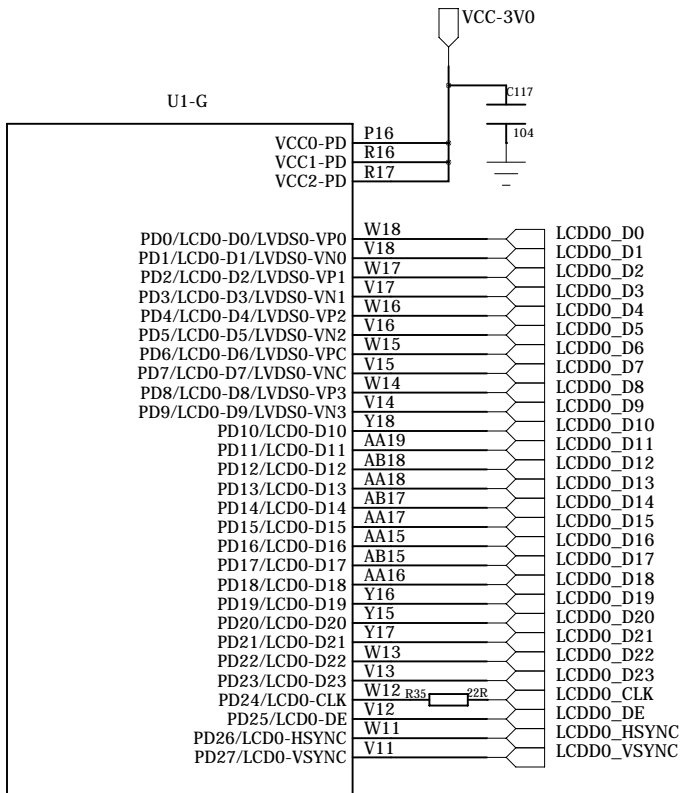 VCC-3V0
C117
104
U1-G
VCC0-PD P16
VCC1-PD R16
VCC2-PD R17
PD0/LCD0-D0/LVDS0-VP0 W18 LCDD0_D0
PD1/LCD0-D1/LVDS0-VN0 V18 LCDD0_D1
PD2/LCD0-D2/LVDS0-VP1 W17 LCDD0_D2
PD3/LCD0-D3/LVDS0-VN1 V17 LCDD0_D3
PD4/LCD0-D4/LVDS0-VP2 W16 LCDD0_D4
PD5/LCD0-D5/LVDS0-VN2 V16 LCDD0_D5
PD6/LCD0-D6/LVDS0-VPC W15 LCDD0_D6
PD7/LCD0-D7/LVDS0-VNC V15 LCDD0_D7
PD8/LCD0-D8/LVDS0-VP3 W14 LCDD0_D8
PD9/LCD0-D9/LVDS0-VN3 V14 LCDD0_D9
PD10/LCD0-D10 Y18 LCDD0_D10
PD11/LCD0-D11 AA19 LCDD0_D11
PD12/LCD0-D12 AB18 LCDD0_D12
PD13/LCD0-D13 AA18 LCDD0_D13
PD14/LCD0-D14 AB17 LCDD0_D14
PD15/LCD0-D15 AA17 LCDD0_D15
PD16/LCD0-D16 AA15 LCDD0_D16
PD17/LCD0-D17 AB15 LCDD0_D17
PD18/LCD0-D18 AA16 LCDD0_D18
PD19/LCD0-D19 Y16 LCDD0_D19
PD20/LCD0-D20 Y15 LCDD0_D20
PD21/LCD0-D21 Y17 LCDD0_D21
PD22/LCD0-D22 W13 LCDD0_D22
PD23/LCD0-D23 V13 LCDD0_D23
PD24/LCD0-CLK W12 R35 22R LCDD0_CLK
PD25/LCD0-DE V12 LCDD0_DE
PD26/LCD0-HSYNC W11 LCDD0_HSYNC
PD27/LCD0-VSYNC V11 LCDD0_VSYNC